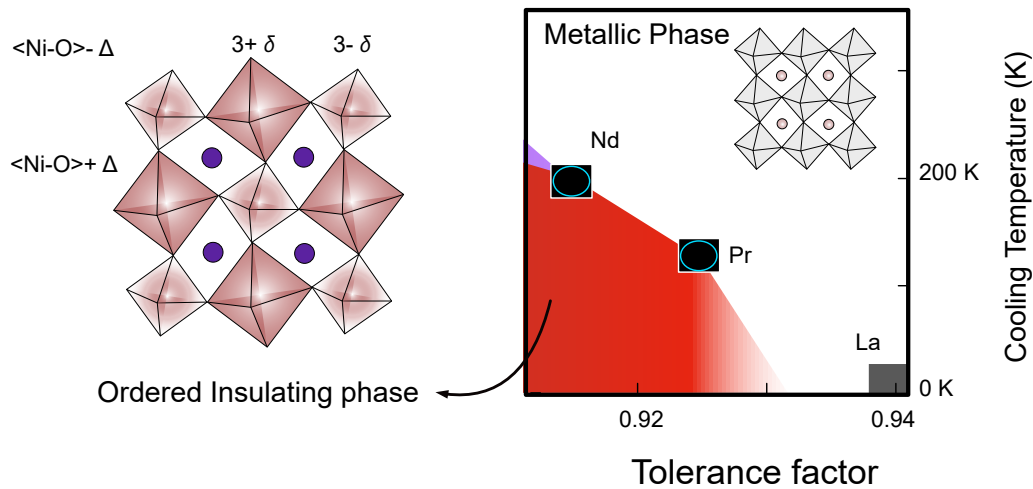 <Ni-O>- Δ
3+ δ
3- δ
<Ni-O>+ Δ
Ordered Insulating phase
Metallic Phase
Nd
Pr
La
200 K
0 K
0.92
0.94
Tolerance factor
Cooling Temperature (K)